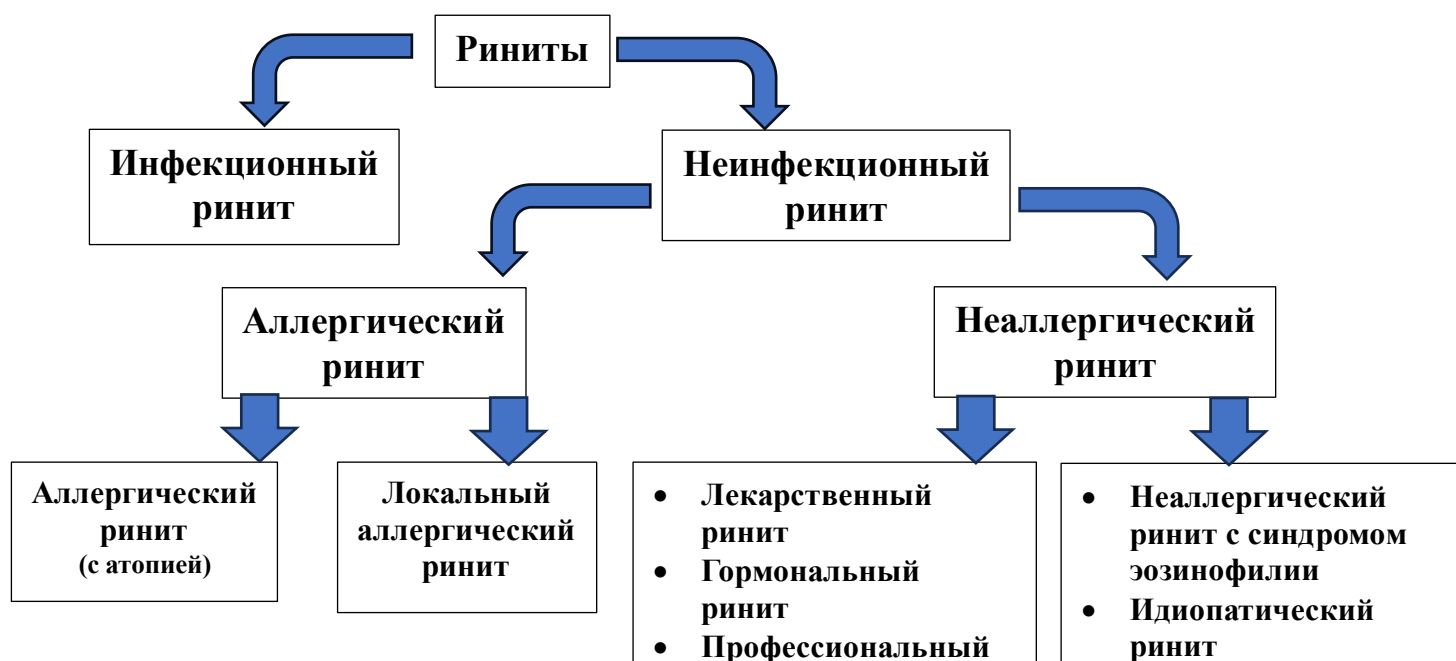 Риниты
Инфекционный
ринит
Неинфекционный
ринит
Аллергический
ринит
Неаллергический
ринит
Аллергический
ринит
(с атопией)
Локальный
аллергический
ринит
• Лекарственный
ринит
• Гормональный
ринит
• Профессиональный
• Неаллергический
ринит с синдромом
эозинофилии
• Идиопатический
ринит